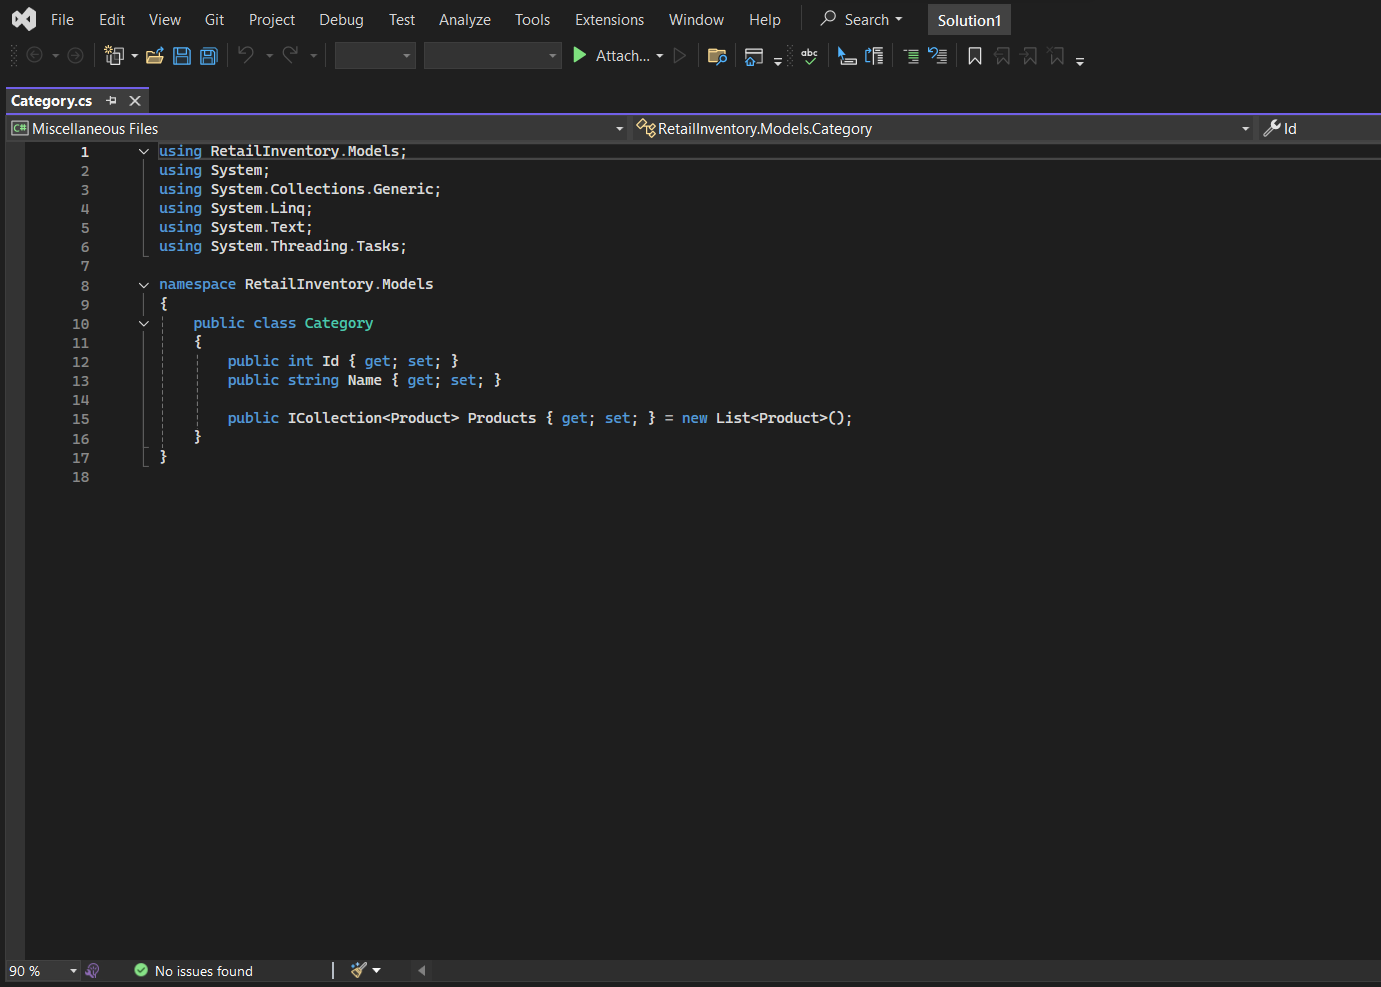 File Edit View Git Project Debug Test Analyze Tools Extensions Window Help Search Solution1
Attach... abc
Category.cs
C# Miscellaneous Files RetailInventory.Models.Category Id
1 using RetailInventory.Models;
2 using System;
3 using System.Collections.Generic;
4 using System.Linq;
5 using System.Text;
6 using System.Threading.Tasks;
7
8 namespace RetailInventory.Models
9 {
10 public class Category
11 {
12 public int Id { get; set; }
13 public string Name { get; set; }
14
15 public ICollection<Product> Products { get; set; } = new List<Product>();
16 }
17 }
18
90 % No issues found